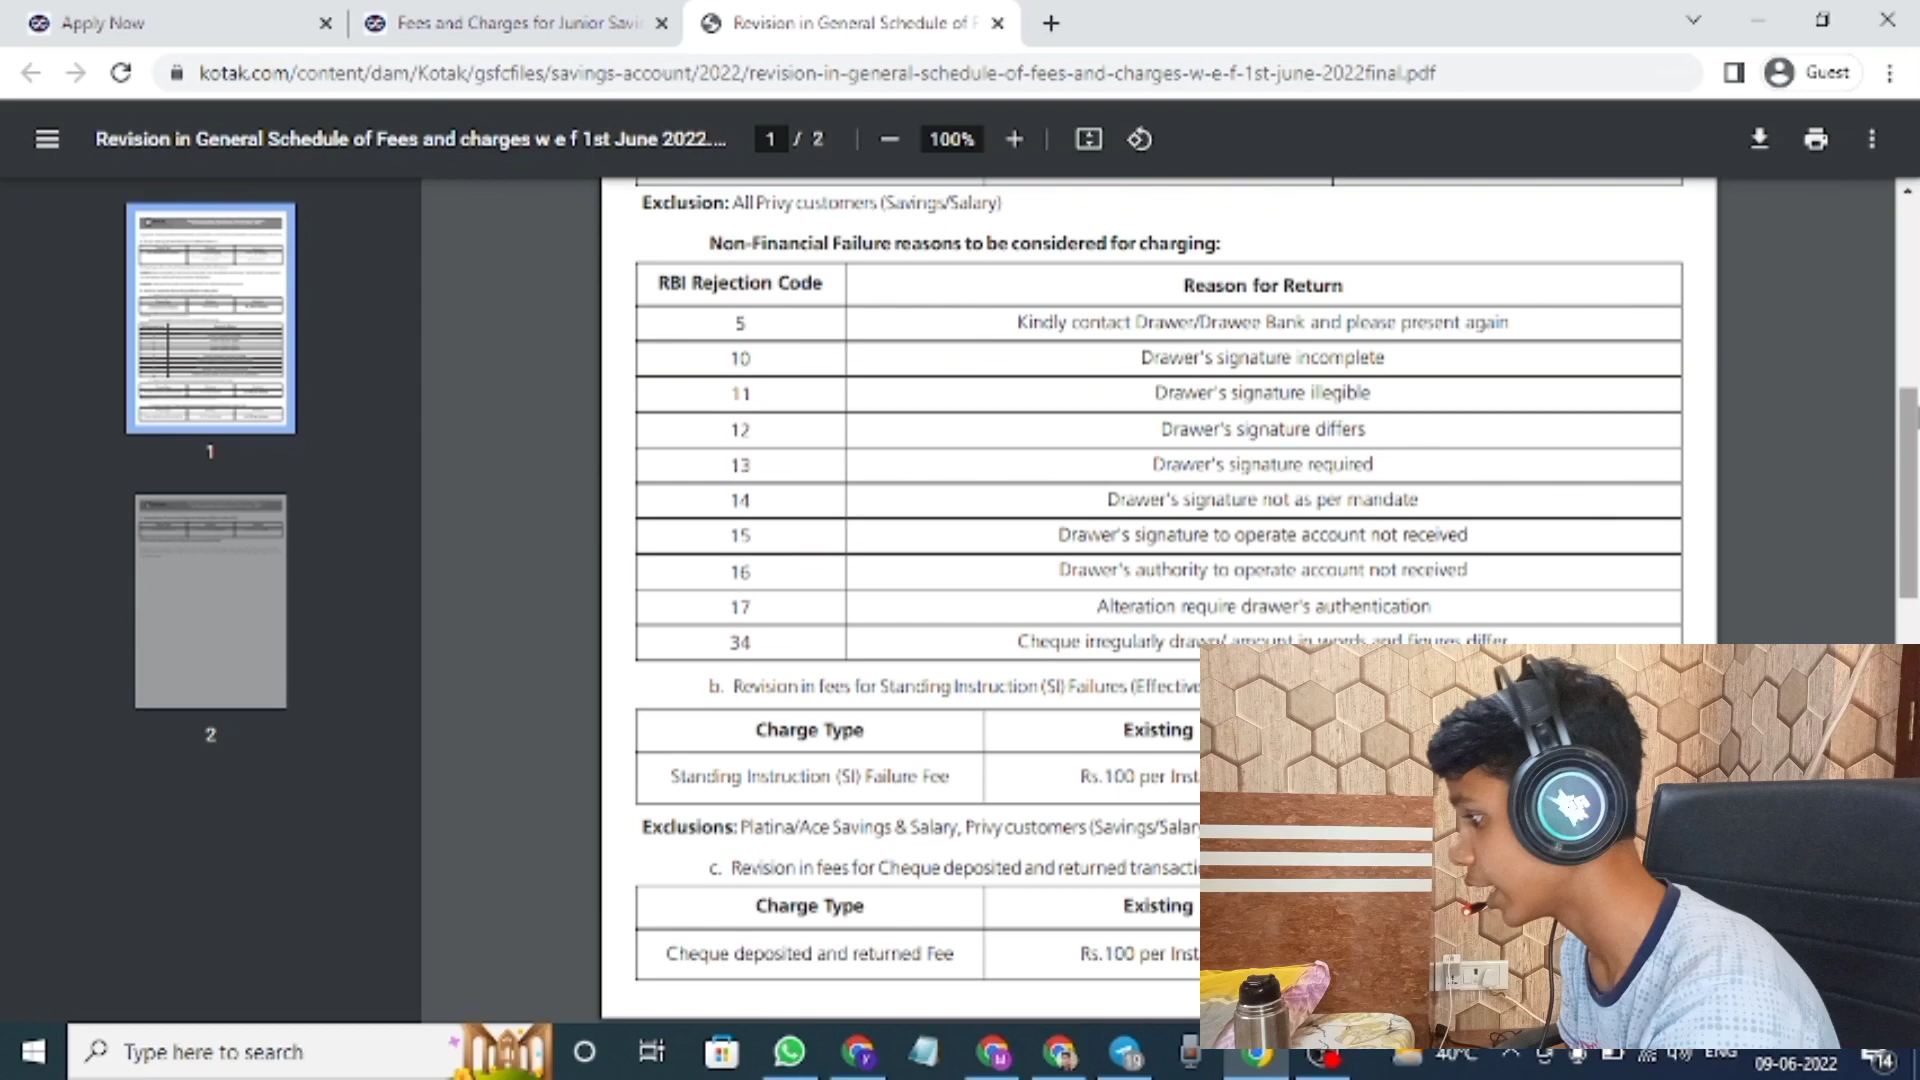 Apply Now
Fees and Charges for Junior Savi
Revision in General Schedule of F
kotak.com/content/dam/Kotak/gsfcfiles/savings-account/2022/revision-in-general-schedule-of-fees-and-charges-w-e-f-1st-june-2022final.pdf
Guest
Revision in General Schedule of Fees and charges w e f 1st June 2022....
1 / 2
100%
1
2
Exclusion: All Privy customers (Savings/Salary)
Non-Financial Failure reasons to be considered for charging:
RBI Rejection Code Reason for Return
5 Kindly contact Drawer/Drawee Bank and please present again
10 Drawer's signature incomplete
11 Drawer's signature illegible
12 Drawer's signature differs
13 Drawer's signature required
14 Drawer's signature not as per mandate
15 Drawer's signature to operate account not received
16 Drawer's authority to operate account not received
17 Alteration require drawer's authentication
34 Cheque irregularly drawn/ amount in words and figures differ
b. Revision in fees for Standing Instruction (SI) Failures (Effective
Charge Type Existing
Standing Instruction (SI) Failure Fee Rs.100 per Inst
Exclusions: Platina/Ace Savings & Salary, Privy customers (Savings/Salar
c. Revision in fees for Cheque deposited and returned transacti
Charge Type Existing
Cheque deposited and returned Fee Rs.100 per Inst
Type here to search
19
40°C
ENG
09-06-2022
14